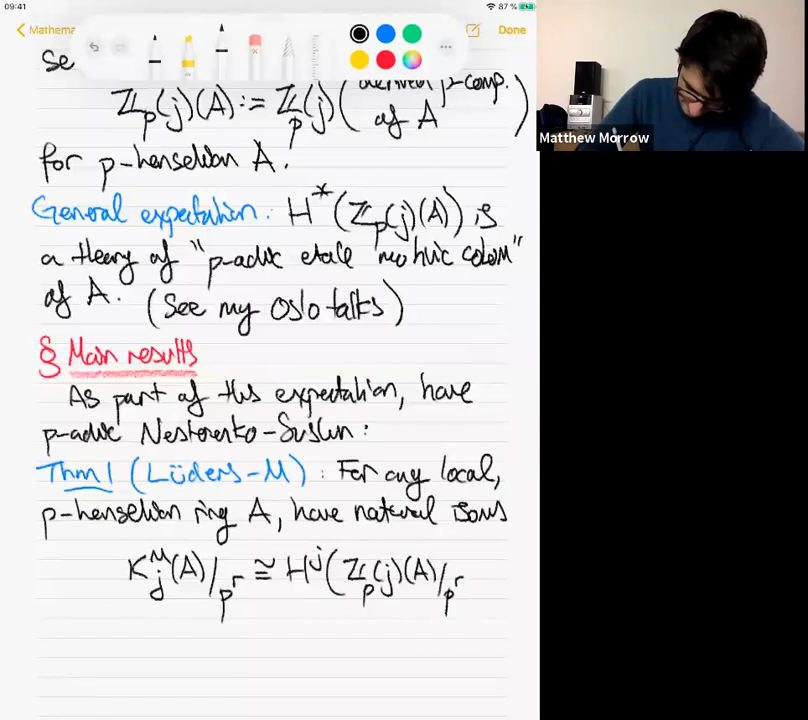 09:41
87 %
Mathema
Done
Se
ℤ_p(j)(A) := ℤ_p(j)(derived p-comp. of A)
for p-henselian A.
General expectation: H^*(ℤ_p(j)(A)) is
a theory of "p-adic etale motivic cohom"
of A. (See my Oslo talks)
§ Main results
As part of this expectation, have
p-adic Nesterenko-Suslin:
Thm 1 (Lüders-M): For any local,
p-henselian ring A, have natural isoms
K_j^M(A)/p^r ≅ H^j(ℤ_p(j)(A)/p^r
Matthew Morrow